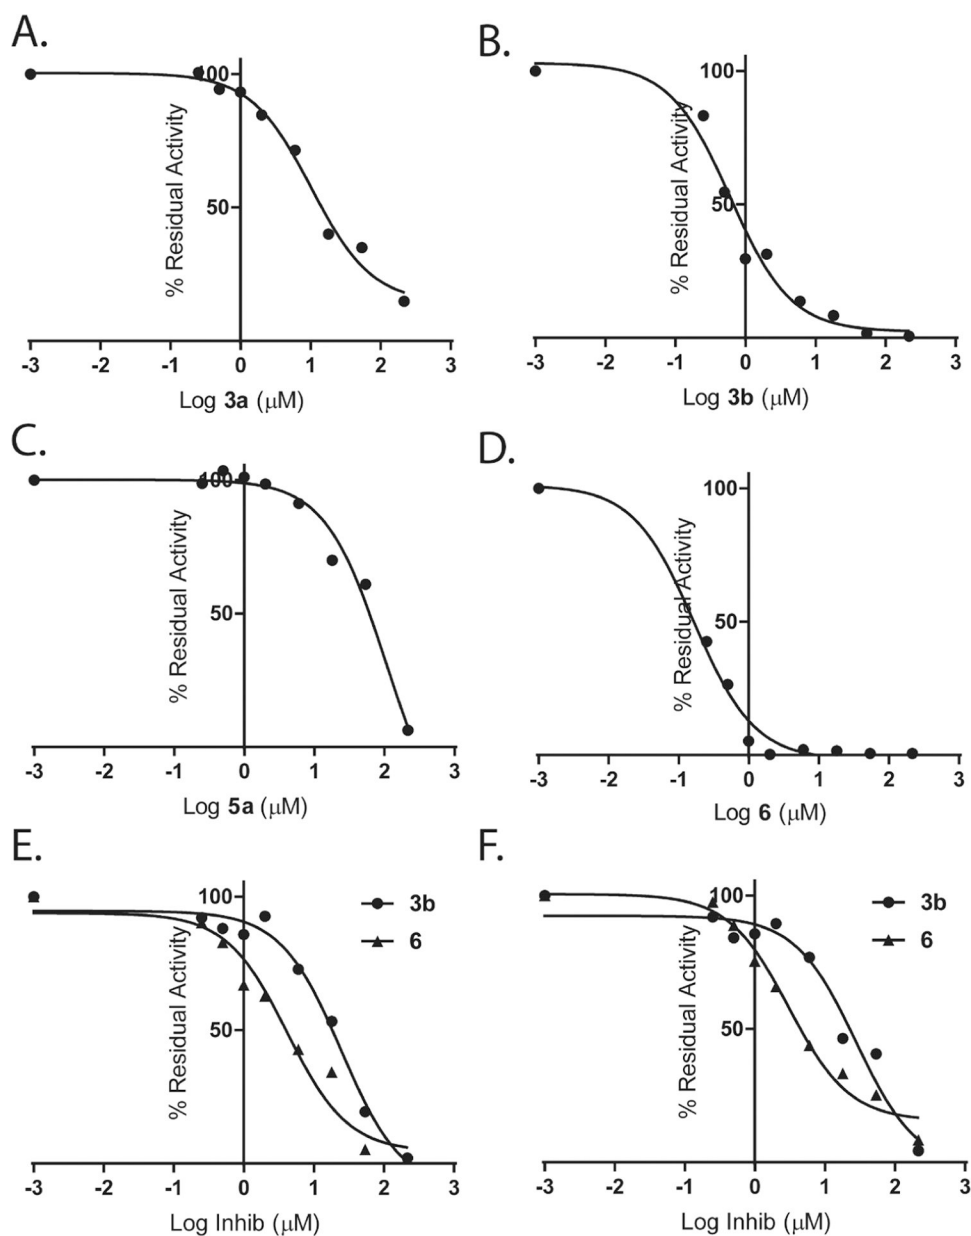 A.
% Residual Activity
100
50
-3 -2 -1 0 1 2 3
Log 3a (μM)
B.
% Residual Activity
100
50
-3 -2 -1 0 1 2 3
Log 3b (μM)
C.
% Residual Activity
100
50
-3 -2 -1 0 1 2 3
Log 5a (μM)
D.
% Residual Activity
100
50
-3 -2 -1 0 1 2 3
Log 6 (μM)
E.
% Residual Activity
100
50
3b
6
-3 -2 -1 0 1 2 3
Log Inhib (μM)
F.
% Residual Activity
100
50
3b
6
-3 -2 -1 0 1 2 3
Log Inhib (μM)